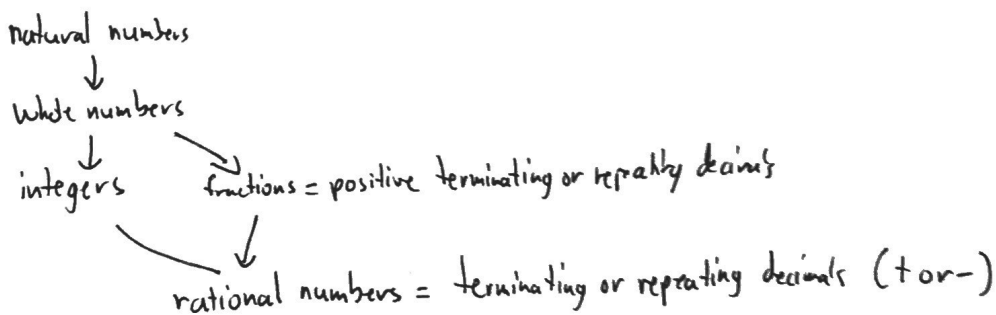 natural numbers
Whole numbers
integers
fractions = positive terminating or repeating decimals
rational numbers = terminating or repeating decimals (+ or -)